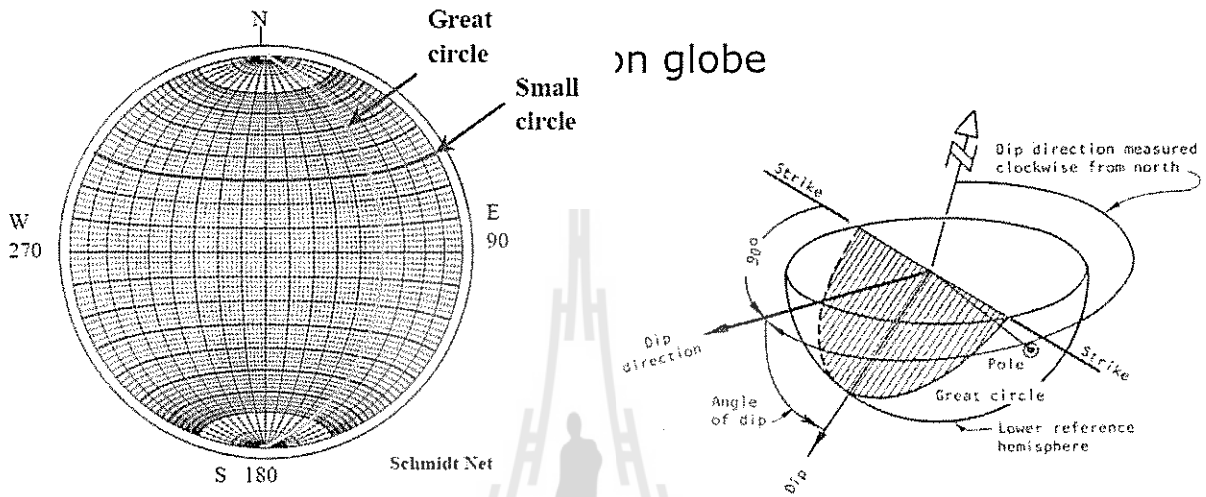 N
Great
circle
Small
circle
W
270
E
90
S 180
Schmidt Net
on globe
Dip direction measured
clockwise from north
N
Strike
90°
Dip
direction
Angle
of dip
Dip
Pole
Strike
Great circle
Lower reference
hemisphere